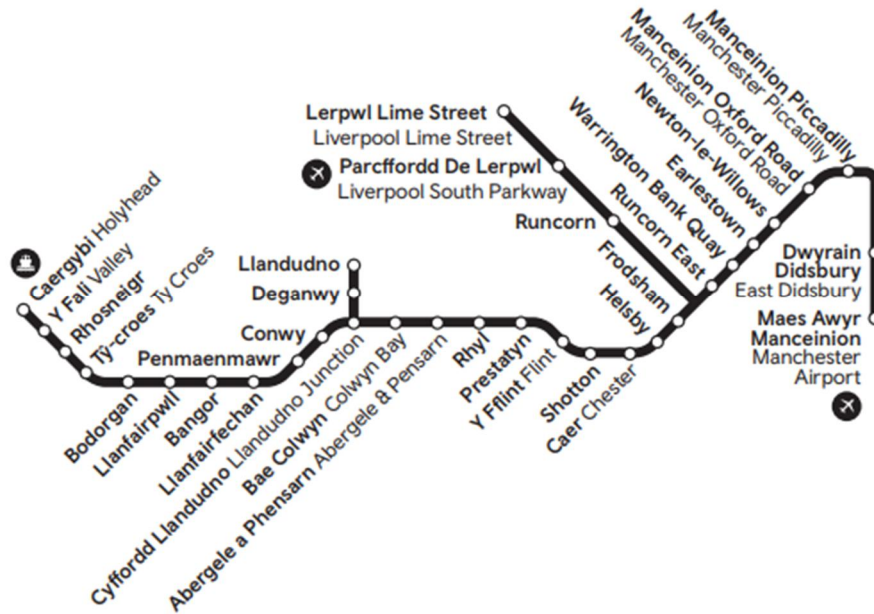 Caergybi Holyhead
Y Fali Valley
Rhosneigr
Tŷ-croes Ty Croes
Bodorgan
Llanfairpwll
Bangor
Llanfairfechan
Penmaenmawr
Conwy
Cyffordd Llandudno Llandudno Junction
Deganwy
Llandudno
Bae Colwyn Colwyn Bay
Abergele a Phensarn Abergele & Pensarn
Rhyl
Prestatyn
Y Fflint Flint
Shotton
Caer Chester
Helsby
Frodsham
Runcorn
Parcffordd De Lerpwl
Liverpool South Parkway
Lerpwl Lime Street
Liverpool Lime Street
Runcorn East
Warrington Bank Quay
Earlestown
Newton-le-Willows
Manceinion Oxford Road
Manchester Oxford Road
Manceinion Piccadilly
Manchester Piccadilly
Dwyrain
Didsbury
East Didsbury
Maes Awyr
Manceinion
Manchester
Airport